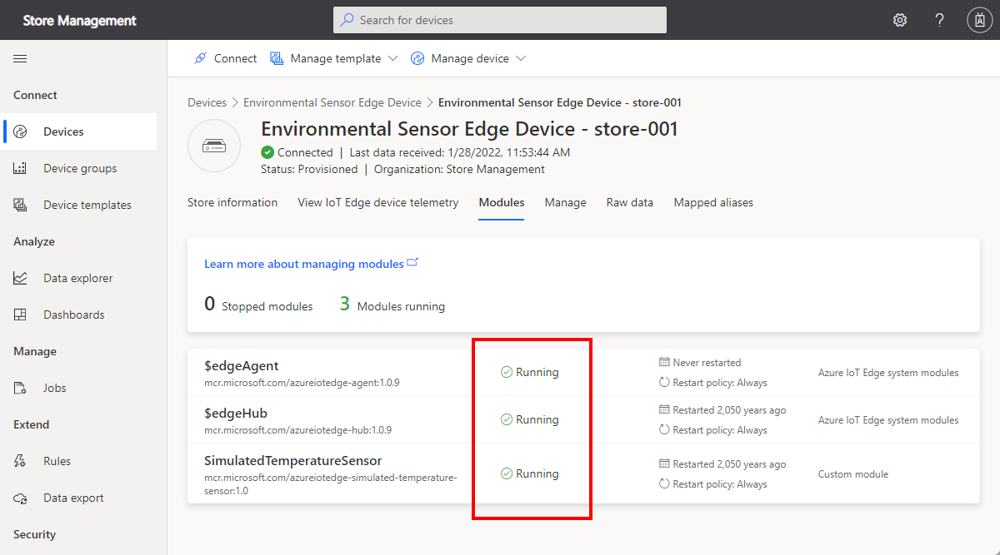 Store Management
Search for devices
?
Connect
Manage template
Manage device
Connect
Devices
Device groups
Device templates
Analyze
Data explorer
Dashboards
Manage
Jobs
Extend
Rules
Data export
Security
Devices > Environmental Sensor Edge Device > Environmental Sensor Edge Device - store-001
Environmental Sensor Edge Device - store-001
Connected | Last data received: 1/28/2022, 11:53:44 AM
Status: Provisioned | Organization: Store Management
Store information
View IoT Edge device telemetry
Modules
Manage
Raw data
Mapped aliases
Learn more about managing modules
0 Stopped modules
3 Modules running
$edgeAgent
mcr.microsoft.com/azureiotedge-agent:1.0.9
Running
Never restarted
Restart policy: Always
Azure IoT Edge system modules
$edgeHub
mcr.microsoft.com/azureiotedge-hub:1.0.9
Running
Restarted 2,050 years ago
Restart policy: Always
Azure IoT Edge system modules
SimulatedTemperatureSensor
mcr.microsoft.com/azureiotedge-simulated-temperature-
sensor:1.0
Running
Restarted 2,050 years ago
Restart policy: Always
Custom module